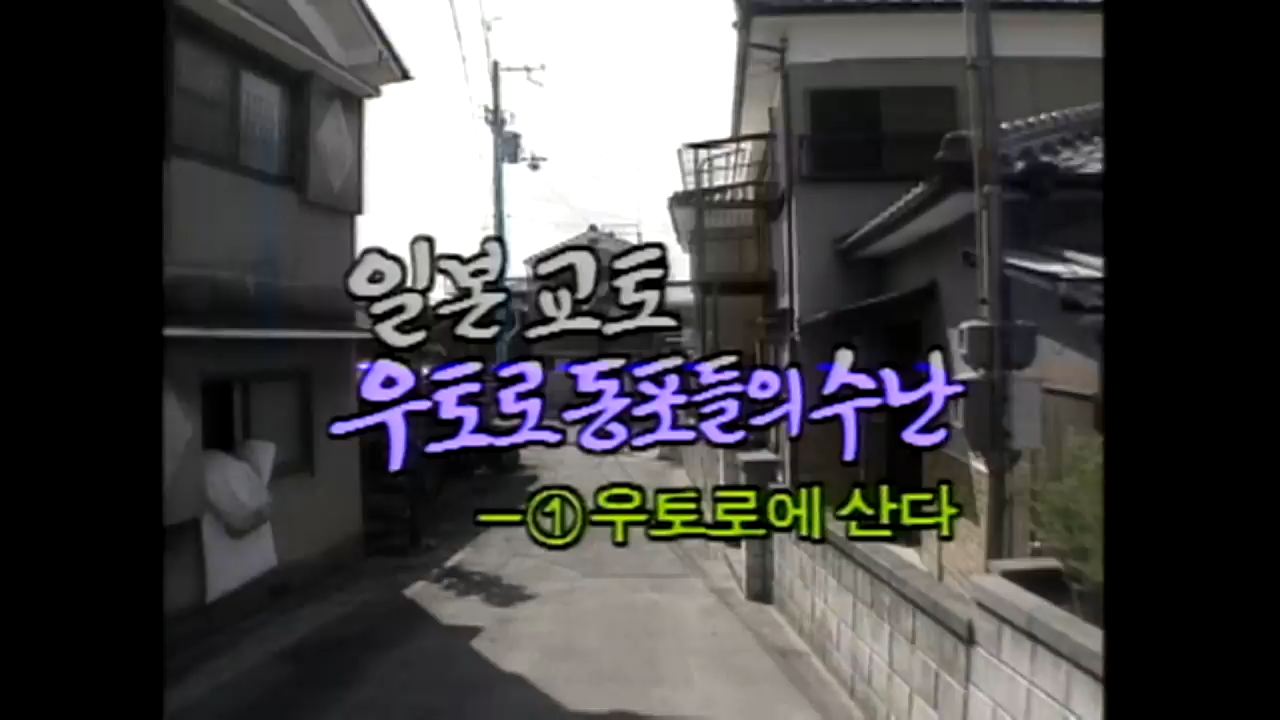 일본 교토
우토로 동포들의 수난
-①우토로에 산다